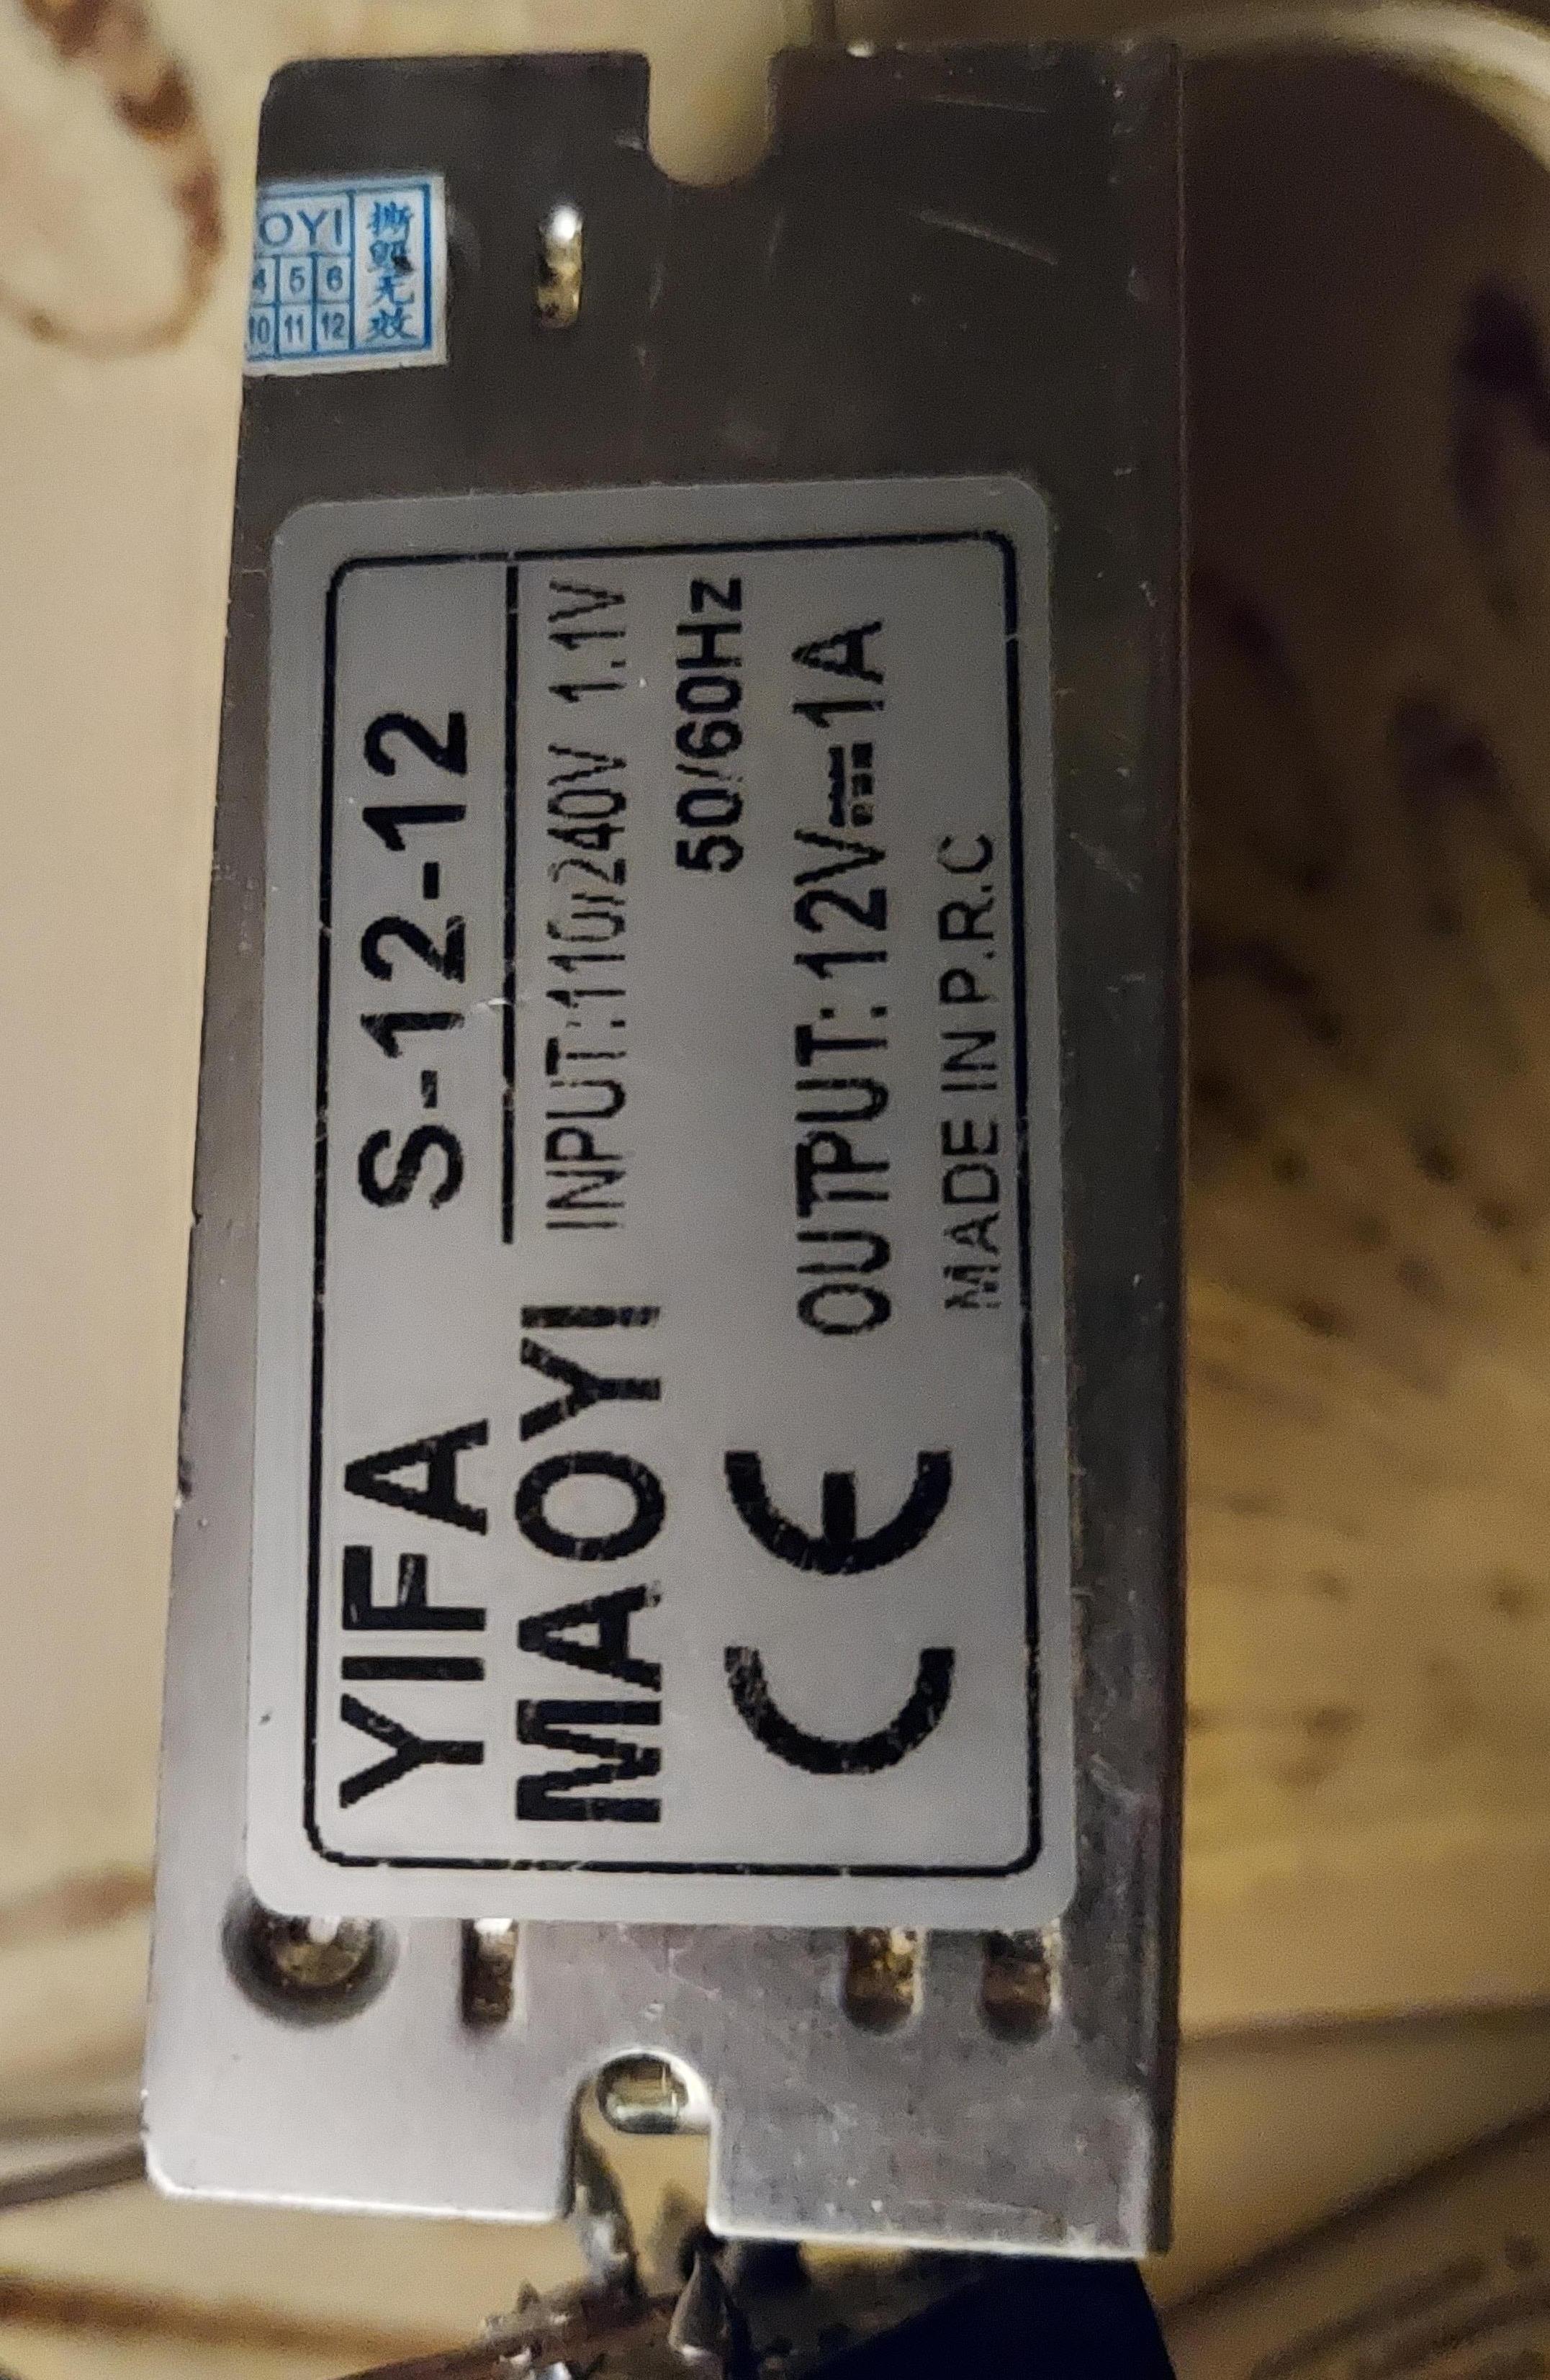 YIFA
MAOYI
S-12-12
INPUT:110/240V 1.1V
50/60Hz
OUTPUT: 12V⎓1A
MADE IN P.R.C
CE
OYI
4 5 6
10 11 12
撕毁无效